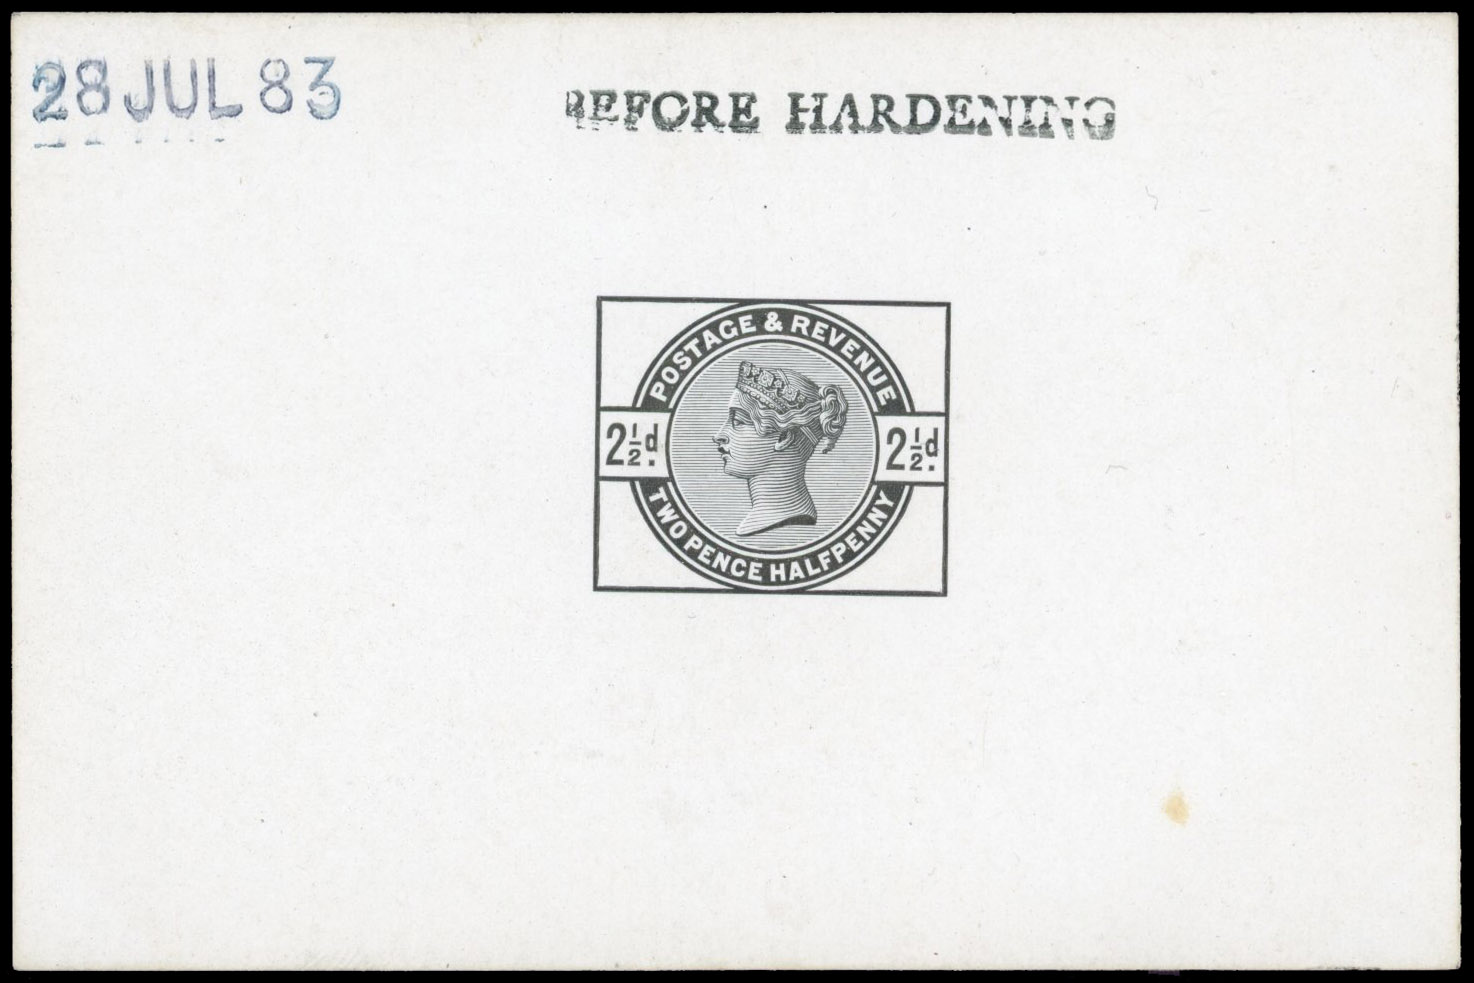 28 JUL 83
BEFORE HARDENING
POSTAGE & REVENUE
2½d. 2½d.
TWO PENCE HALFPENNY